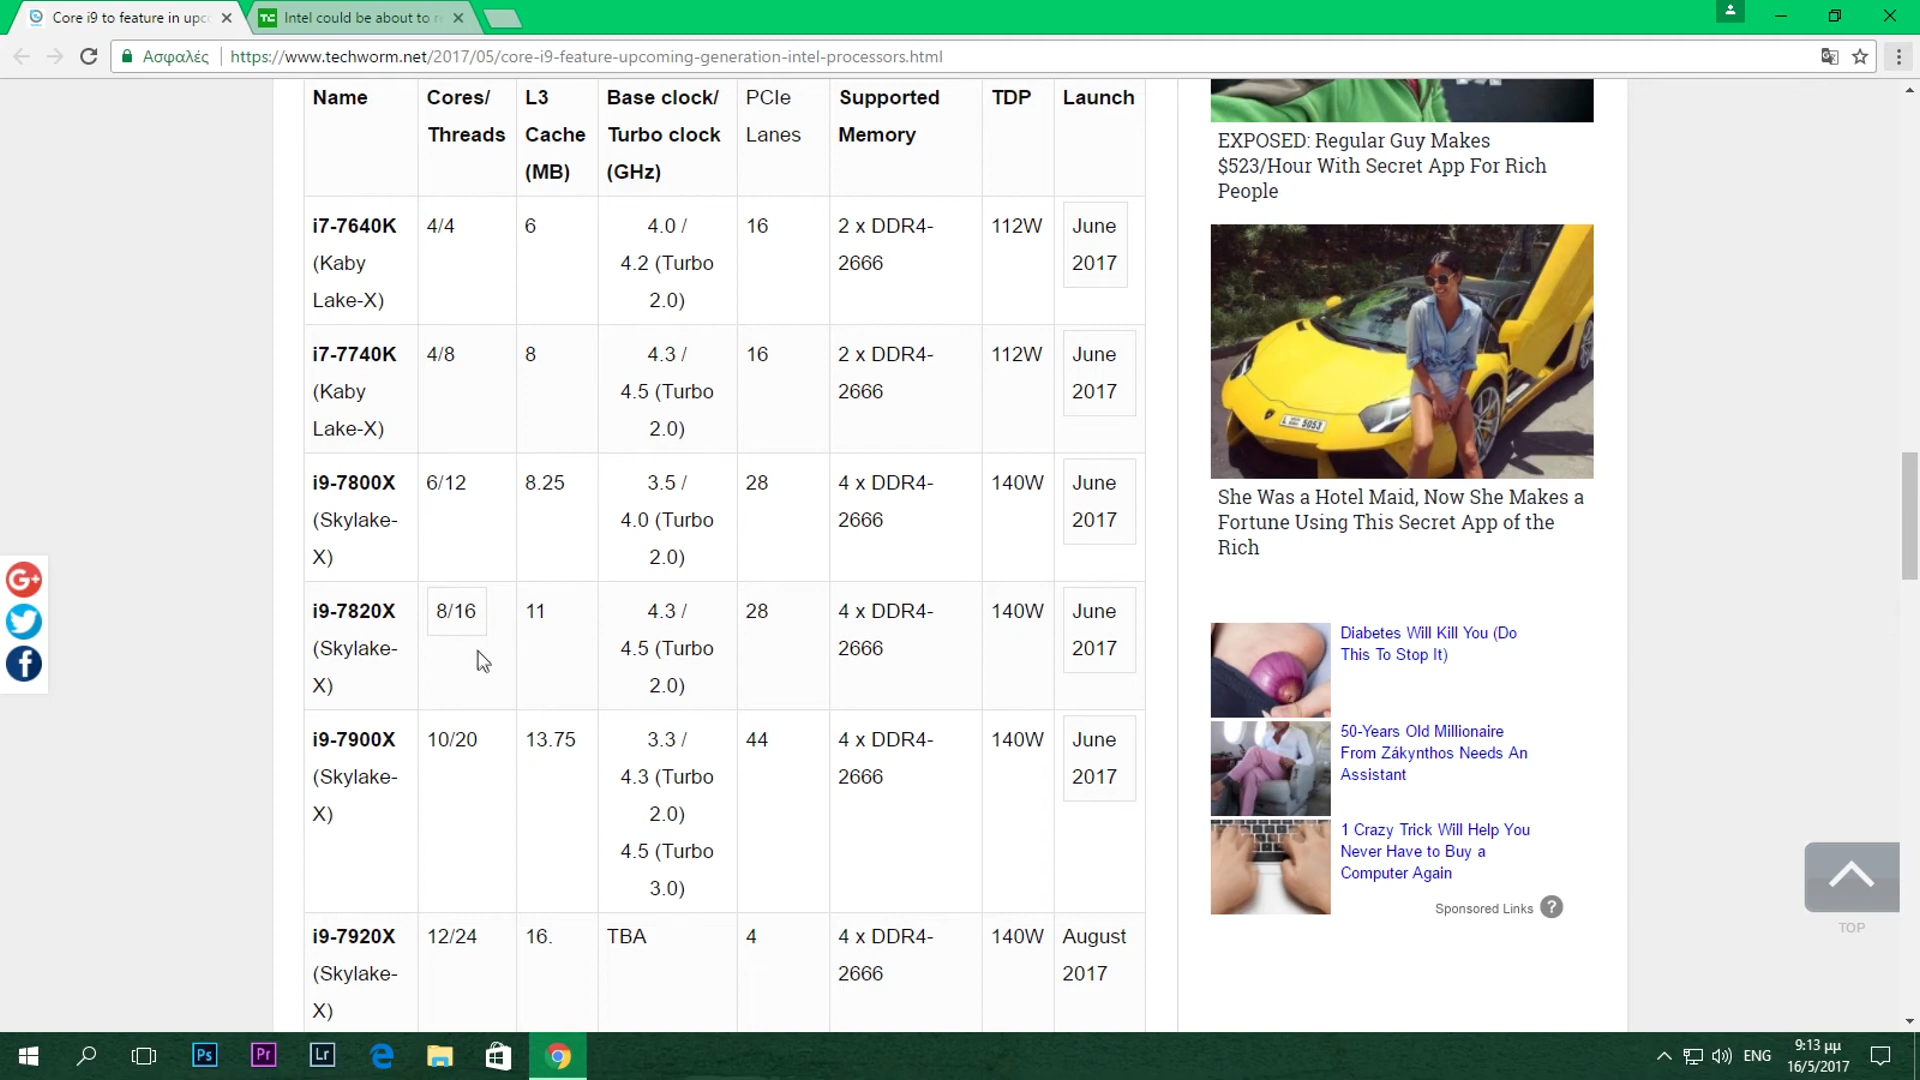 Core i9 to feature in upco
Intel could be about to r
Ασφαλές
https://www.techworm.net/2017/05/core-i9-feature-upcoming-generation-intel-processors.html
Name
Cores/
Threads
L3
Cache
(MB)
Base clock/
Turbo clock
(GHz)
PCIe
Lanes
Supported
Memory
TDP
Launch
i7-7640K
(Kaby
Lake-X)
4/4
6
4.0 /
4.2 (Turbo
2.0)
16
2 x DDR4-
2666
112W
June
2017
i7-7740K
(Kaby
Lake-X)
4/8
8
4.3 /
4.5 (Turbo
2.0)
16
2 x DDR4-
2666
112W
June
2017
i9-7800X
(Skylake-
X)
6/12
8.25
3.5 /
4.0 (Turbo
2.0)
28
4 x DDR4-
2666
140W
June
2017
i9-7820X
(Skylake-
X)
8/16
11
4.3 /
4.5 (Turbo
2.0)
28
4 x DDR4-
2666
140W
June
2017
i9-7900X
(Skylake-
X)
10/20
13.75
3.3 /
4.3 (Turbo
2.0)
4.5 (Turbo
3.0)
44
4 x DDR4-
2666
140W
June
2017
i9-7920X
(Skylake-
X)
12/24
16.
TBA
4
4 x DDR4-
2666
140W
August
2017
EXPOSED: Regular Guy Makes
$523/Hour With Secret App For Rich
People
5053
She Was a Hotel Maid, Now She Makes a
Fortune Using This Secret App of the
Rich
Diabetes Will Kill You (Do
This To Stop It)
50-Years Old Millionaire
From Zákynthos Needs An
Assistant
1 Crazy Trick Will Help You
Never Have to Buy a
Computer Again
Sponsored Links ?
TOP
G+
Ps
Pr
Lr
ENG
9:13 μμ
16/5/2017